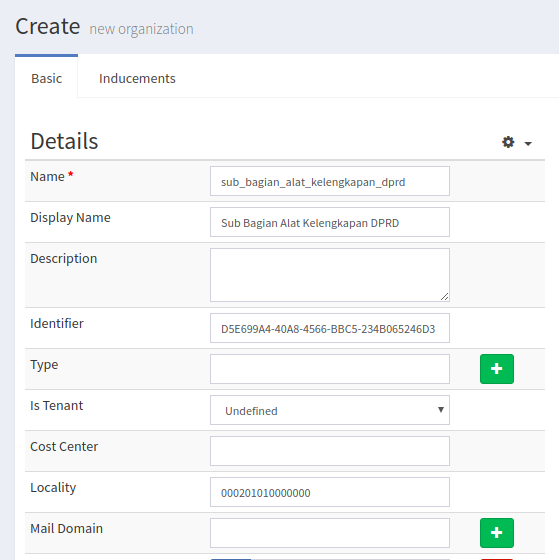 Create new organization
Basic Inducements
Details
Name *
sub_bagian_alat_kelengkapan_dprd
Display Name
Sub Bagian Alat Kelengkapan DPRD
Description
Identifier
D5E699A4-40A8-4566-BBC5-234B065246D3
Type
Is Tenant
Undefined
Cost Center
Locality
000201010000000
Mail Domain